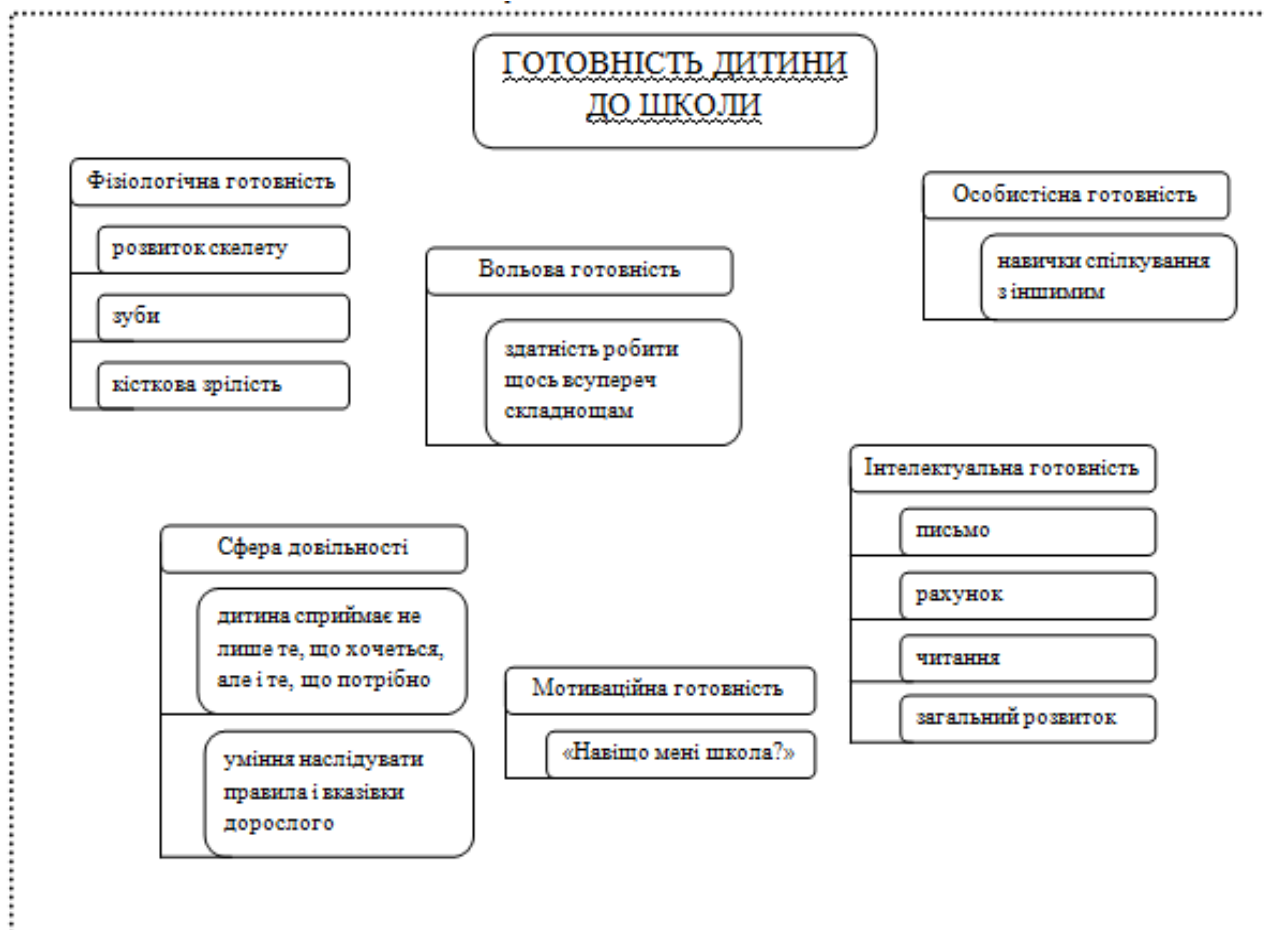 ГОТОВНІСТЬ ДИТИНИ
ДО ШКОЛИ
Фізіологічна готовність
розвиток скелету
зуби
кісткова зрілість
Вольова готовність
здатність робити
щось всупереч
складнощам
Особистісна готовність
навички спілкування
з іншимим
Інтелектуальна готовність
письмо
рахунок
читання
загальний розвиток
Сфера довільності
дитина сприймає не
лише те, що хочеться,
але і те, що потрібно
уміння наслідувати
правила і вказівки
дорослого
Мотиваційна готовність
«Навіщо мені школа?»